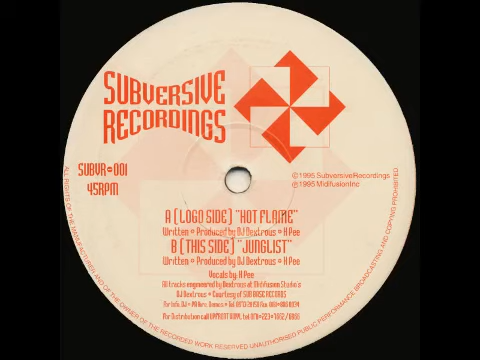 SUBVERSIVE
RECORDINGS
SUBVR-001
45RPM
℗1995 SubversiveRecordings
℗1995 MidifusionInc
A (LOGO SIDE) "HOT FLAME"
Written + Produced by DJ Dextrous + H Pee
B (THIS SIDE) "JUNGLIST"
Written + Produced by DJ Dextrous + H Pee
Vocals by: H Pee
All tracks engineered by Dextrous at Midifusion Studio's
DJ Dextrous + Courtesy of SUB BASE RECORDS
For Distribution call
ALL RIGHTS OF THE MANUFACTURER AND OF THE OWNER OF THE RECORDED WORK RESERVED UNAUTHORISED PUBLIC PERFORMANCE BROADCASTING AND COPYING PROHIBITED